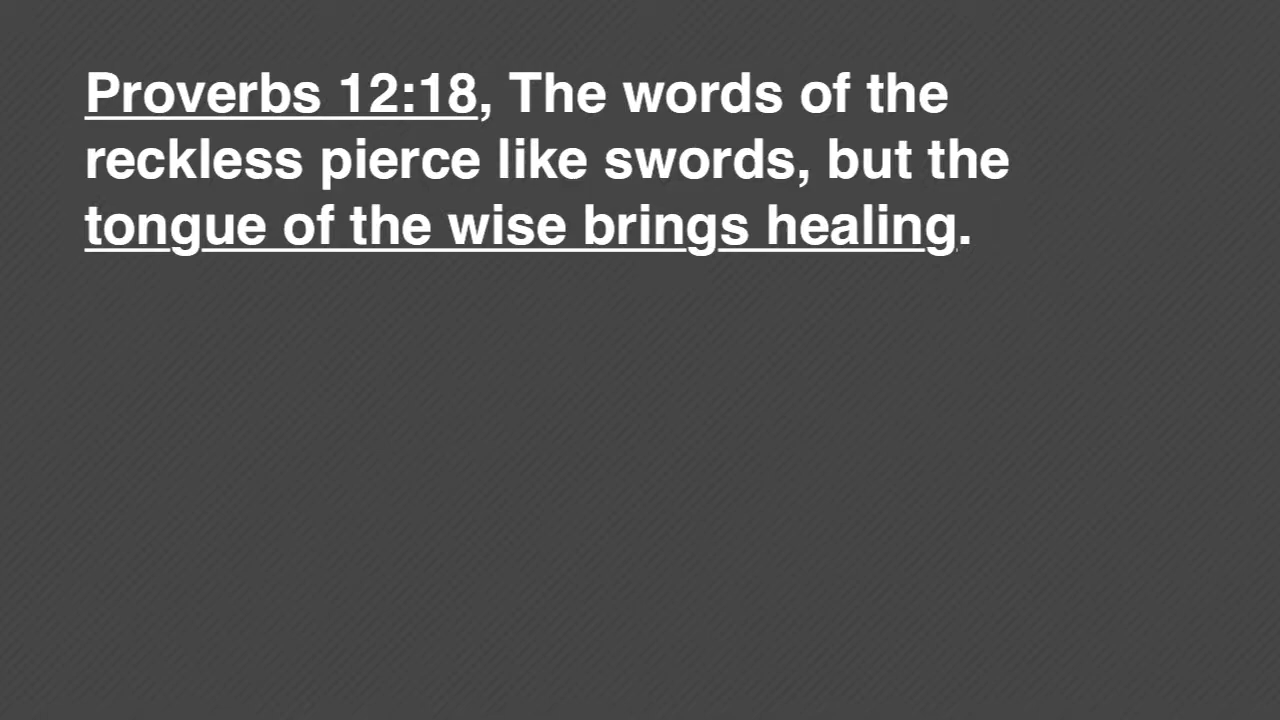 Proverbs 12:18, The words of the
reckless pierce like swords, but the
tongue of the wise brings healing.